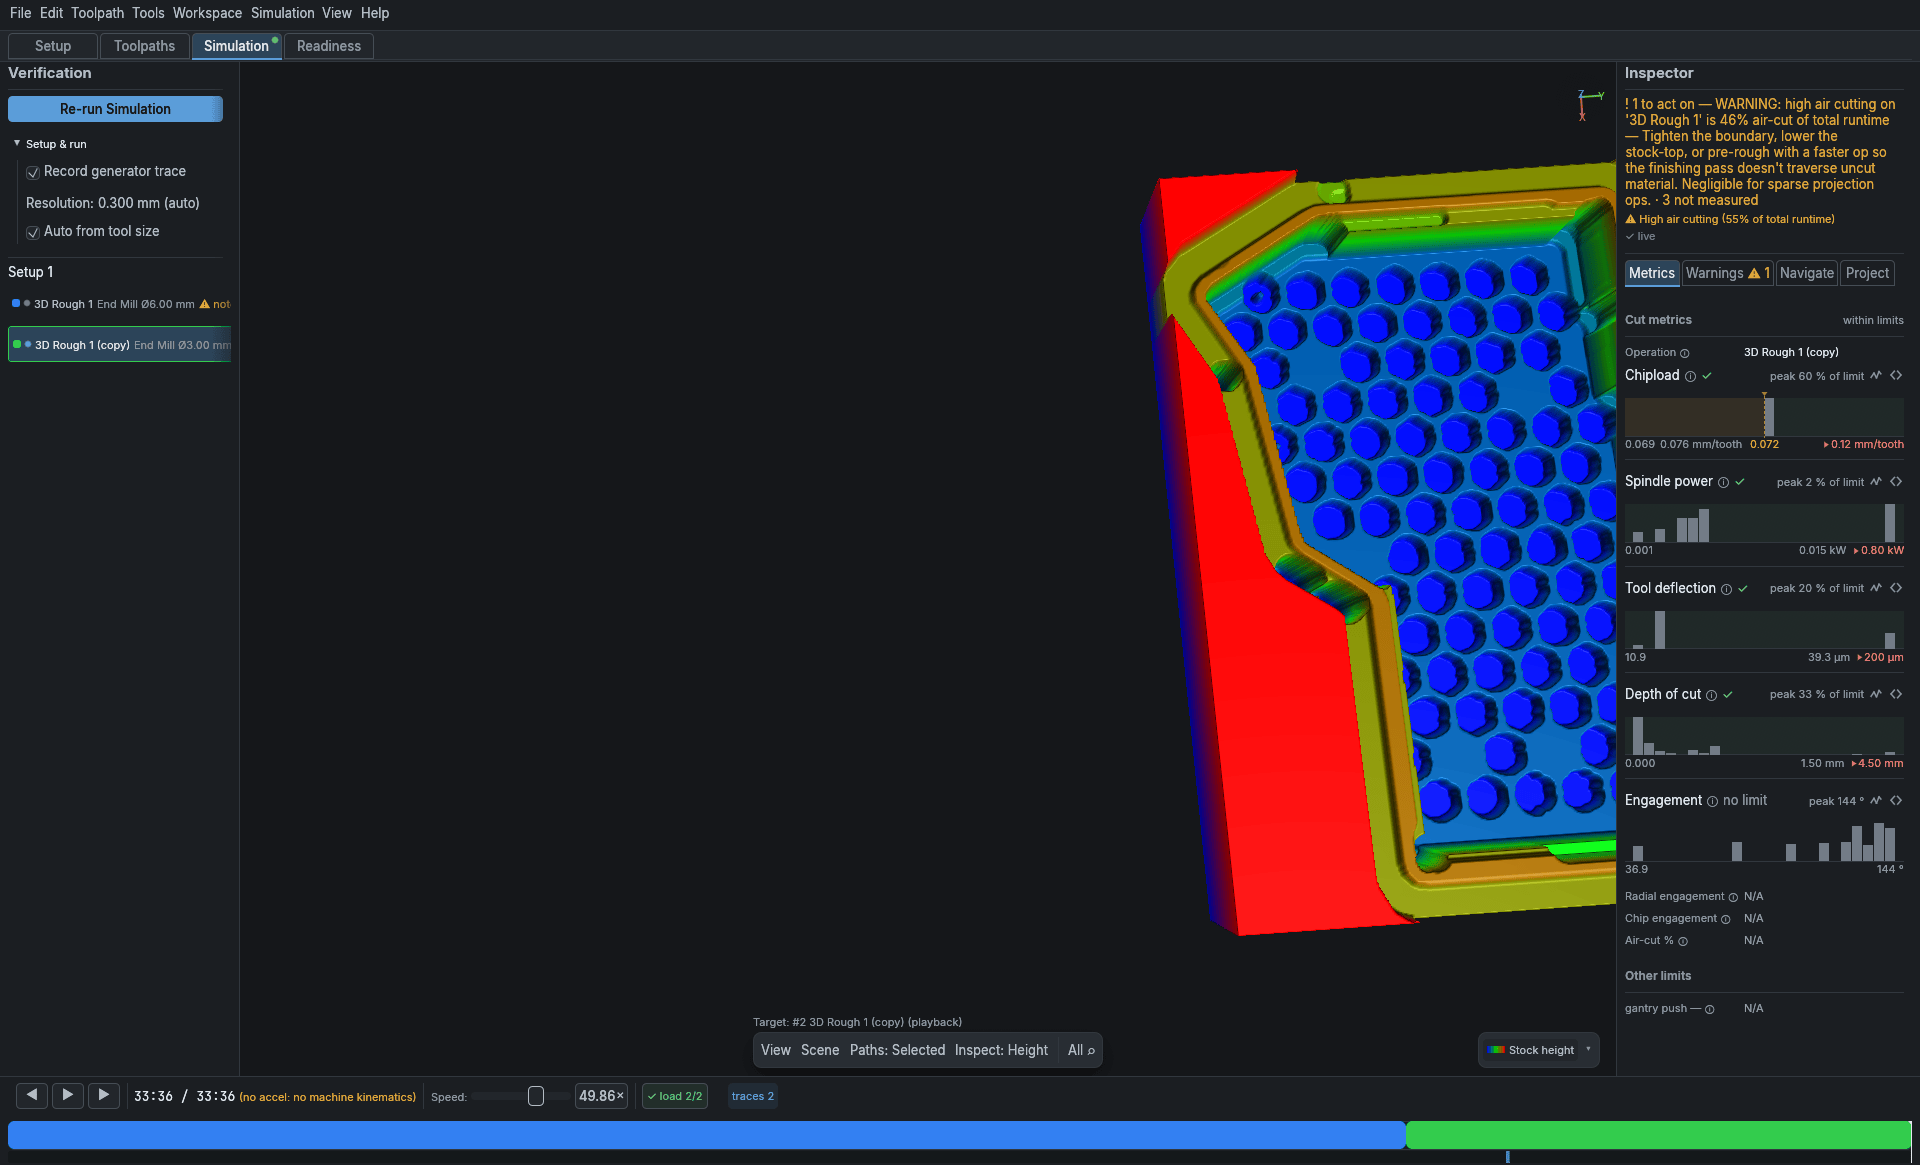 File Edit Toolpath Tools Workspace Simulation View Help
Setup Toolpaths Simulation Readiness
Verification
Re-run Simulation
Setup & run
Record generator trace
Resolution: 0.300 mm (auto)
Auto from tool size
Setup 1
3D Rough 1 End Mill Ø6.00 mm ⚠ not
3D Rough 1 (copy) End Mill Ø3.00 mm
Z Y
X
Target: #2 3D Rough 1 (copy) (playback)
View Scene Paths: Selected Inspect: Height All
Stock height
Inspector
! 1 to act on — WARNING: high air cutting on
'3D Rough 1' is 46% air-cut of total runtime
— Tighten the boundary, lower the
stock-top, or pre-rough with a faster op so
the finishing pass doesn't traverse uncut
material. Negligible for sparse projection
ops. · 3 not measured
⚠ High air cutting (55% of total runtime)
✓ live
Metrics Warnings ⚠ 1 Navigate Project
Cut metrics within limits
Operation 3D Rough 1 (copy)
Chipload ✓ peak 60 % of limit
0.069 0.076 mm/tooth 0.072 0.12 mm/tooth
Spindle power ✓ peak 2 % of limit
0.001 0.015 kW 0.80 kW
Tool deflection ✓ peak 20 % of limit
10.9 39.3 µm 200 µm
Depth of cut ✓ peak 33 % of limit
0.000 1.50 mm 4.50 mm
Engagement no limit peak 144 °
36.9 144 °
Radial engagement N/A
Chip engagement N/A
Air-cut % N/A
Other limits
gantry push — N/A
33:36 / 33:36 (no accel: no machine kinematics) Speed: 49.86× ✓ load 2/2 traces 2